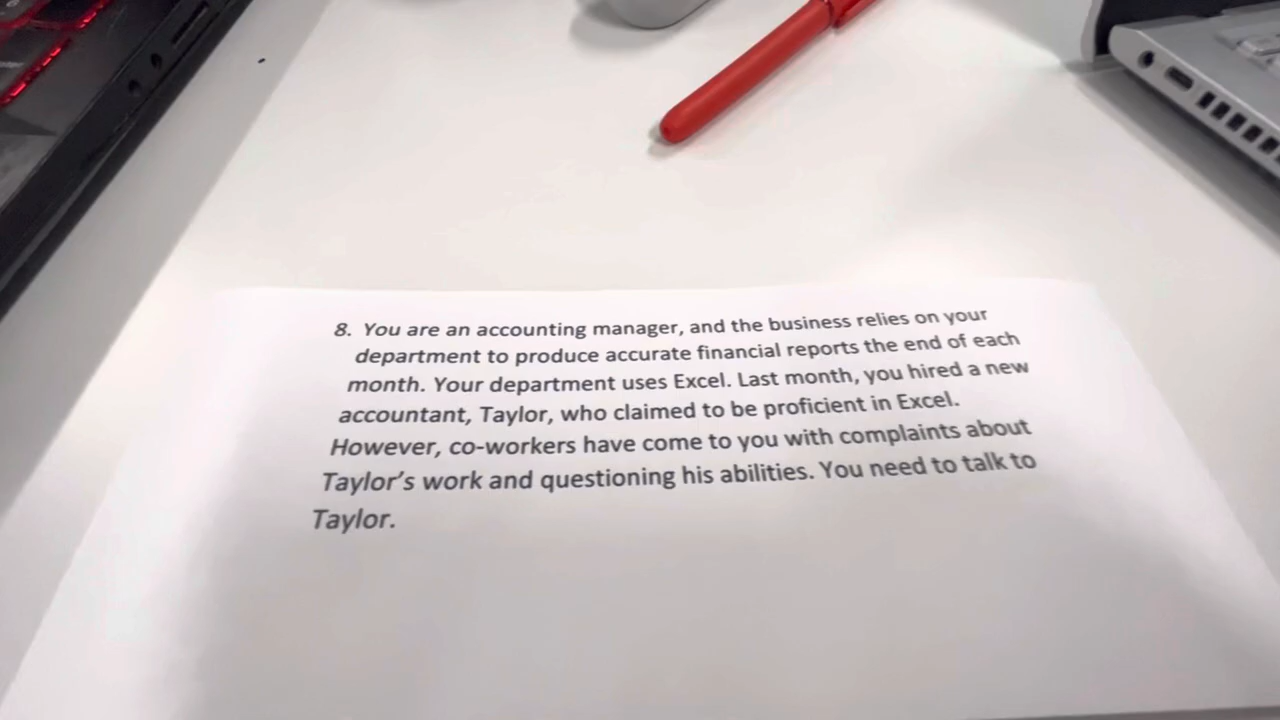 8. You are an accounting manager, and the business relies on your
department to produce accurate financial reports the end of each
month. Your department uses Excel. Last month, you hired a new
accountant, Taylor, who claimed to be proficient in Excel.
However, co-workers have come to you with complaints about
Taylor's work and questioning his abilities. You need to talk to
Taylor.